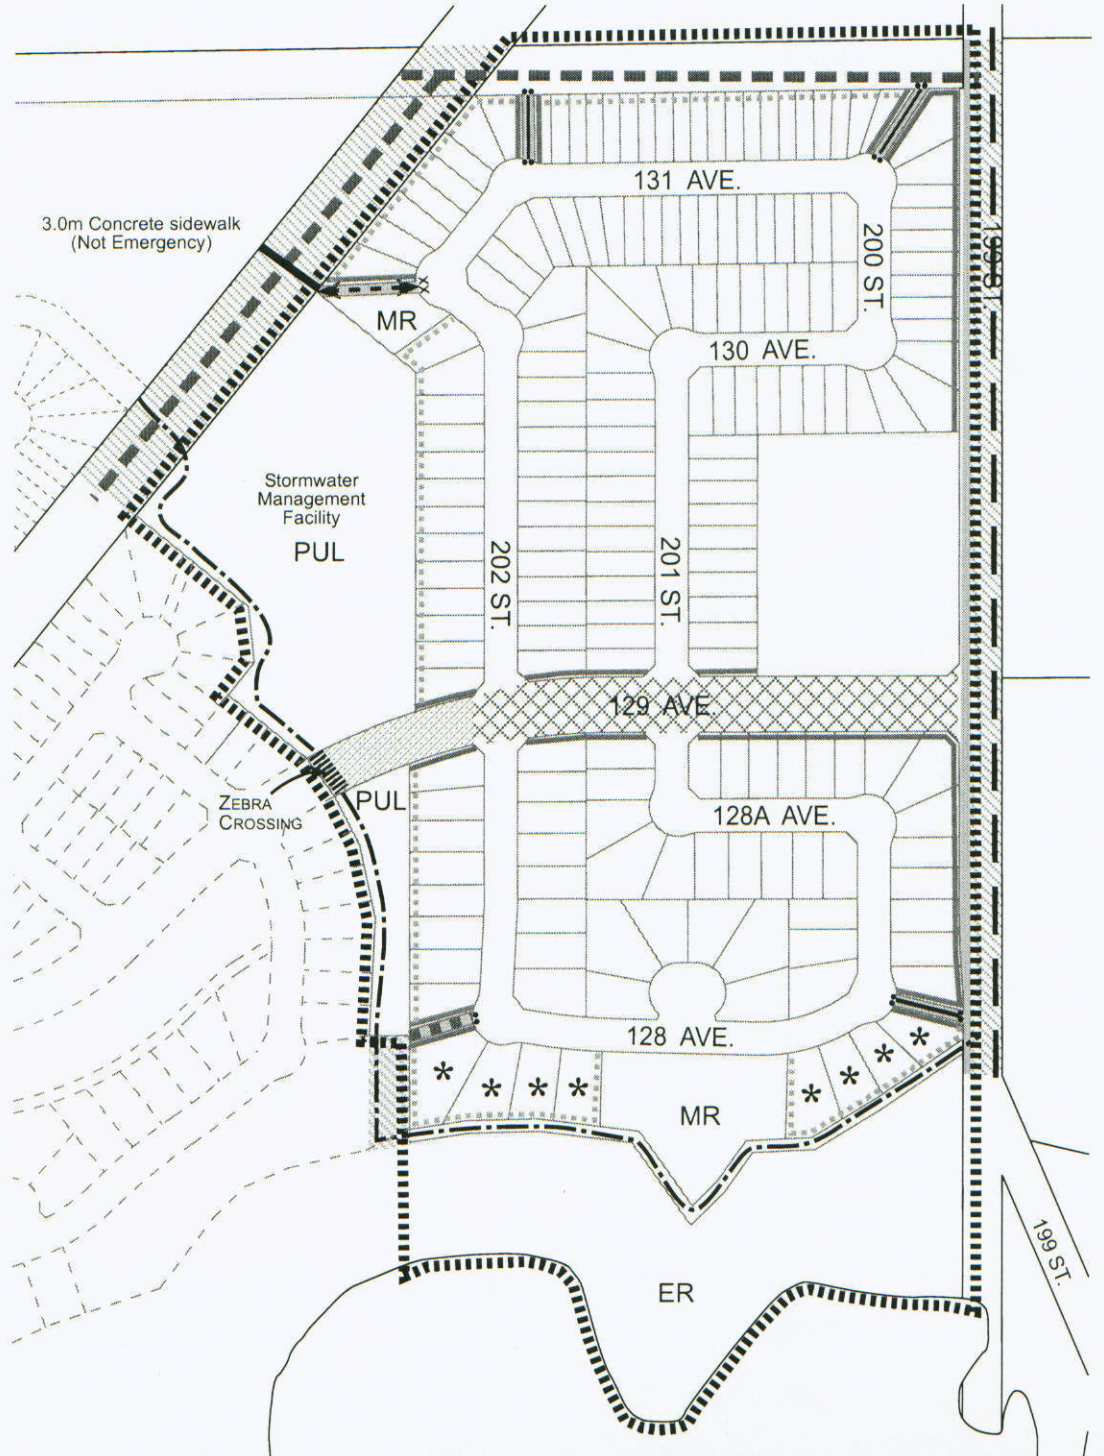 131 AVE.
3.0m Concrete sidewalk
(Not Emergency)
200 ST.
199 ST.
MR
130 AVE.
Stormwater
Management
Facility
PUL
202 ST.
201 ST.
129 AVE.
ZEBRA
CROSSING
PUL
128A AVE.
128 AVE.
* * * *
* * * *
MR
199 ST.
ER